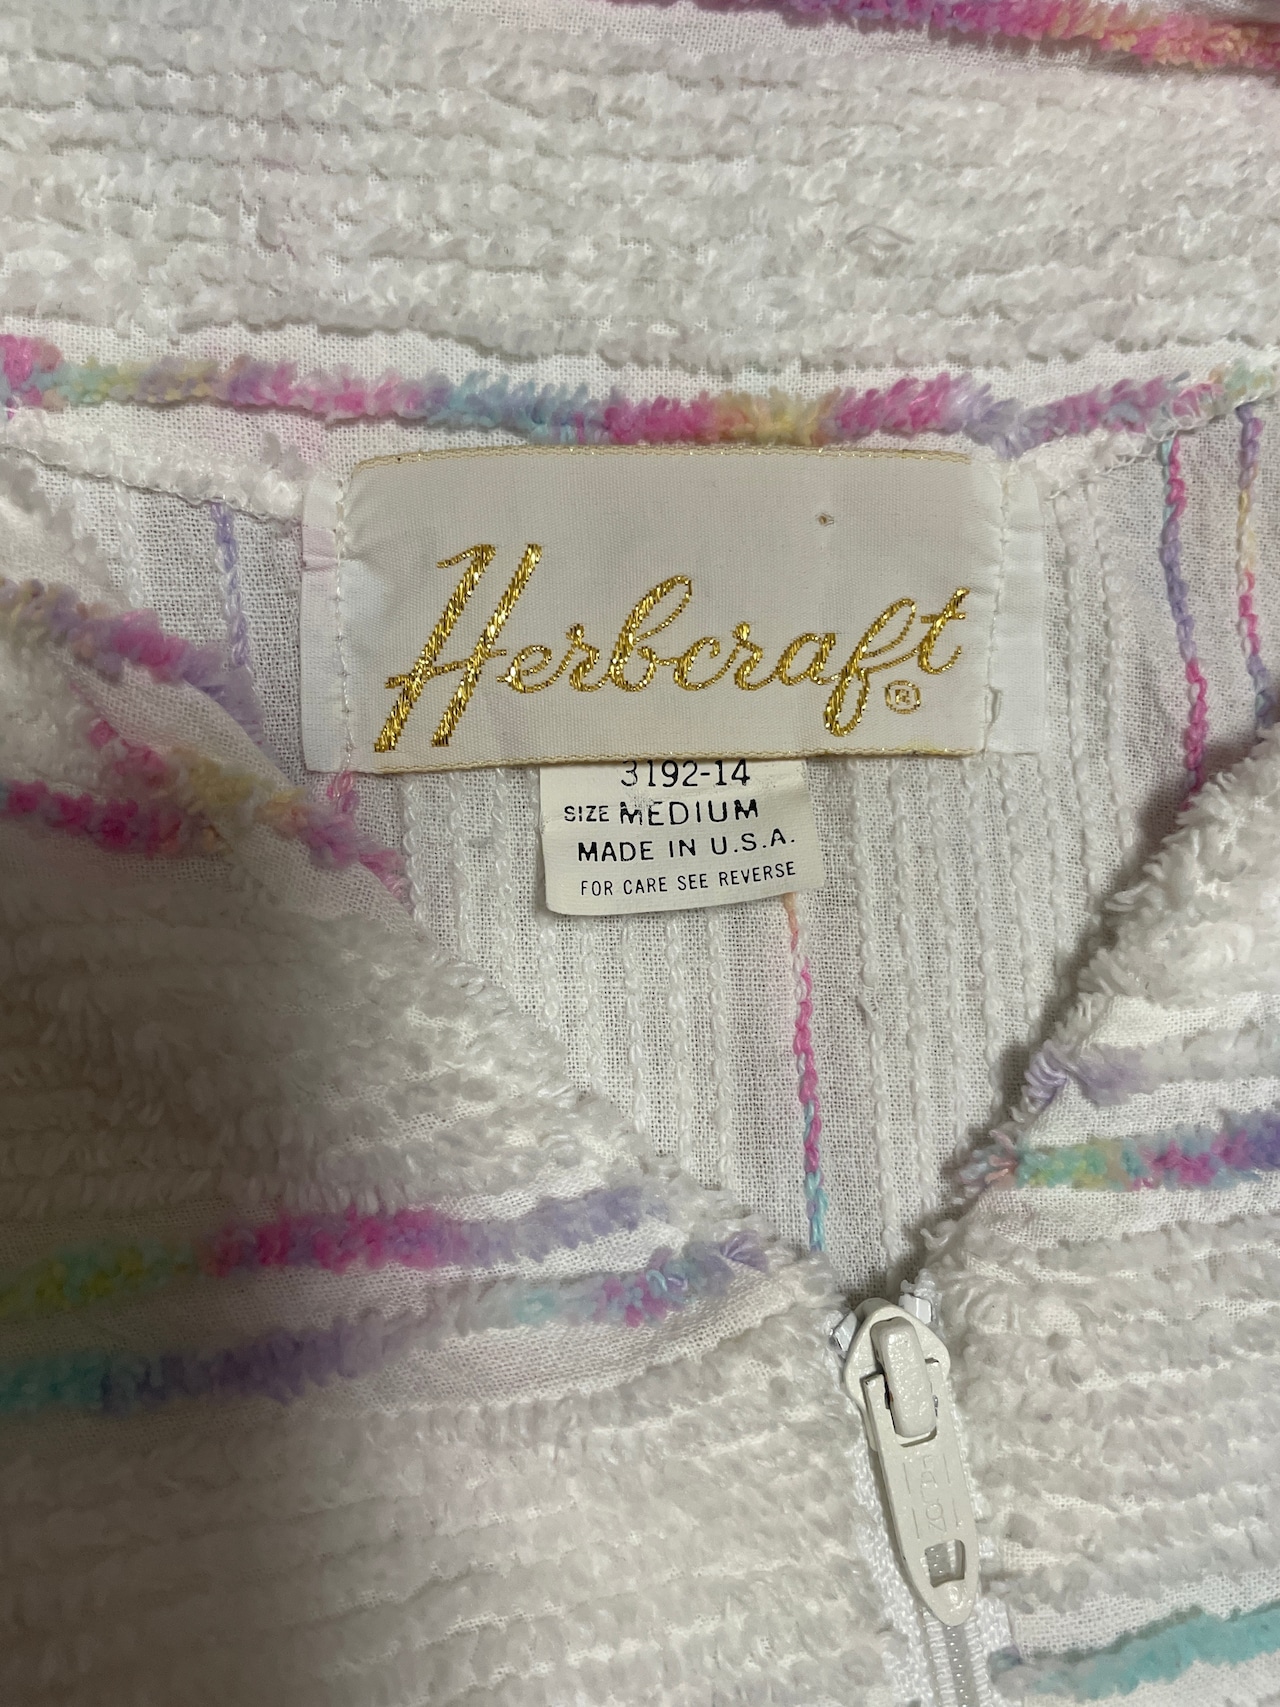 Herbcraft®
3192-14
SIZE MEDIUM
MADE IN U.S.A.
FOR CARE SEE REVERSE